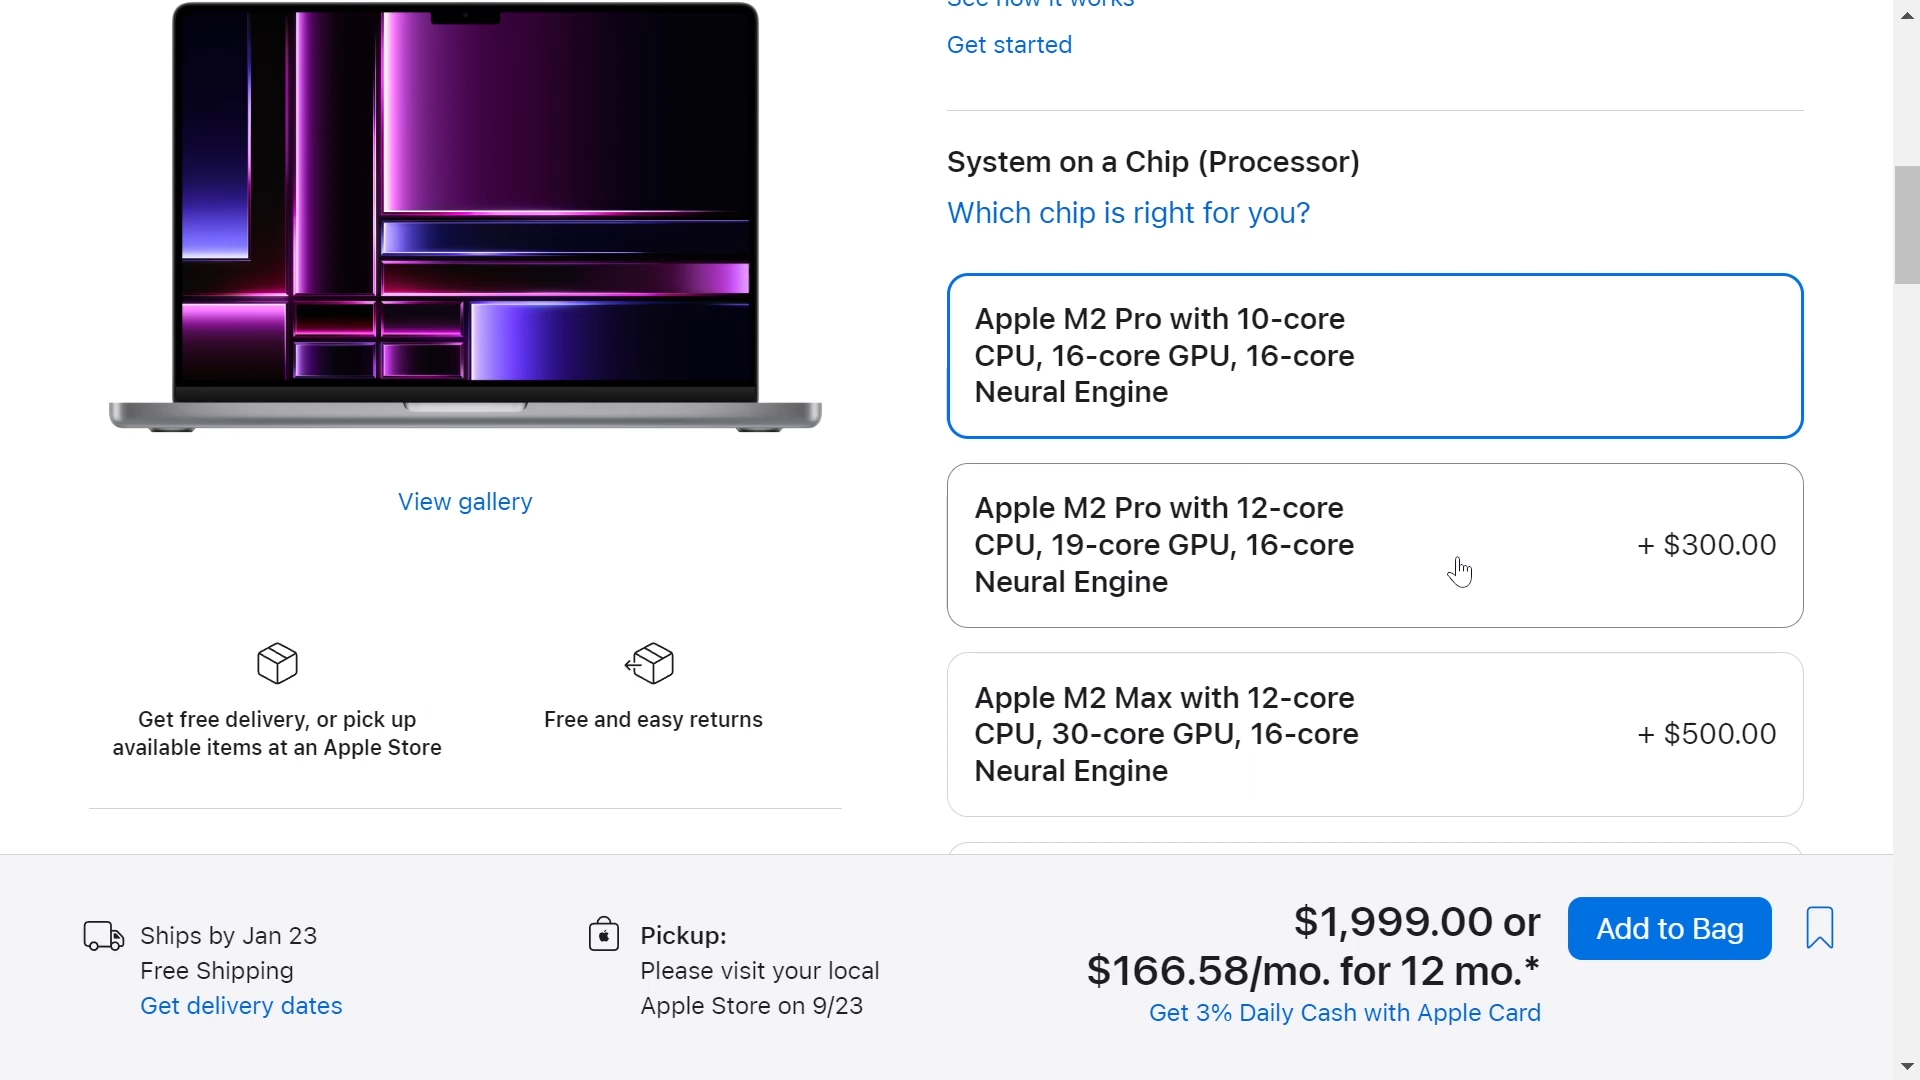 See how it works
Get started
System on a Chip (Processor)
Which chip is right for you?
Apple M2 Pro with 10-core
CPU, 16-core GPU, 16-core
Neural Engine
Apple M2 Pro with 12-core
CPU, 19-core GPU, 16-core
Neural Engine
+ $300.00
Apple M2 Max with 12-core
CPU, 30-core GPU, 16-core
Neural Engine
+ $500.00
View gallery
Get free delivery, or pick up
available items at an Apple Store
Free and easy returns
Ships by Jan 23
Free Shipping
Get delivery dates
Pickup:
Please visit your local
Apple Store on 9/23
$1,999.00 or
$166.58/mo. for 12 mo.*
Get 3% Daily Cash with Apple Card
Add to Bag